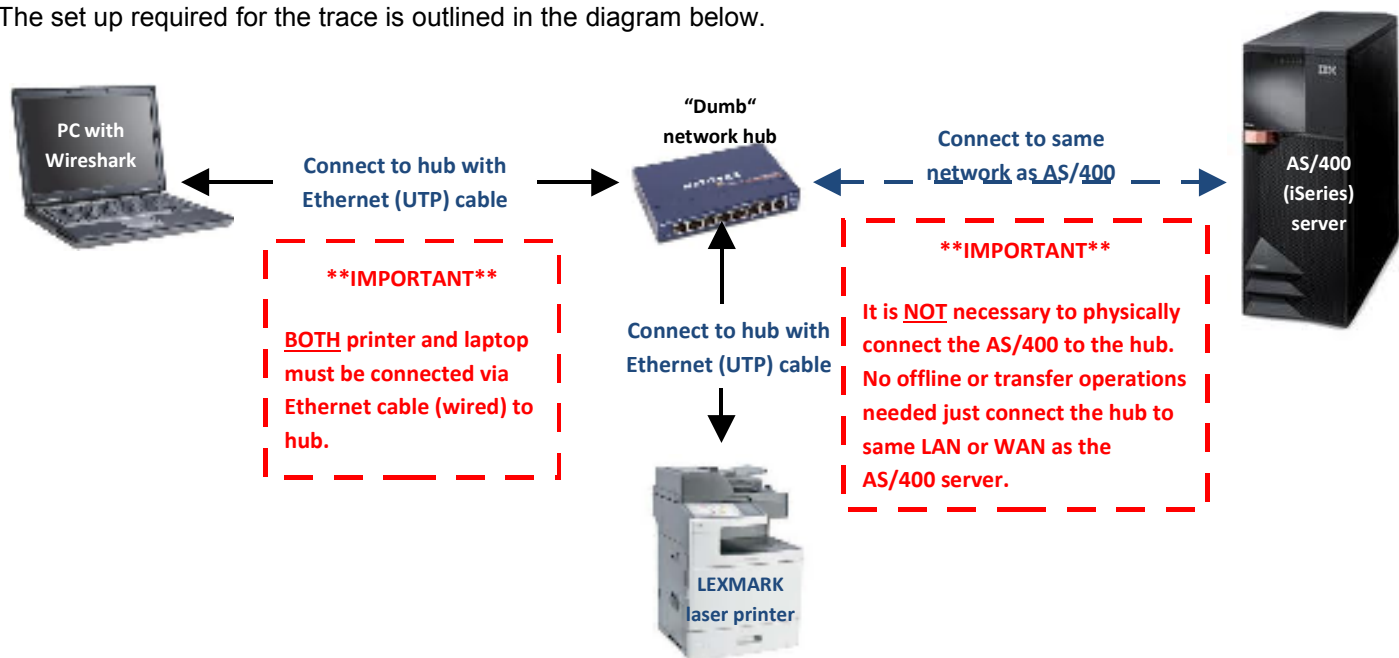 The set up required for the trace is outlined in the diagram below.
PC with
Wireshark
Connect to hub with
Ethernet (UTP) cable
**IMPORTANT**
BOTH printer and laptop
must be connected via
Ethernet cable (wired) to
hub.
“Dumb“
network hub
NETGEAR
Connect to hub with
Ethernet (UTP) cable
LEXMARK
laser printer
Connect to same
network as AS/400
**IMPORTANT**
It is NOT necessary to physically
connect the AS/400 to the hub.
No offline or transfer operations
needed just connect the hub to
same LAN or WAN as the
AS/400 server.
IBM
AS/400
(iSeries)
server